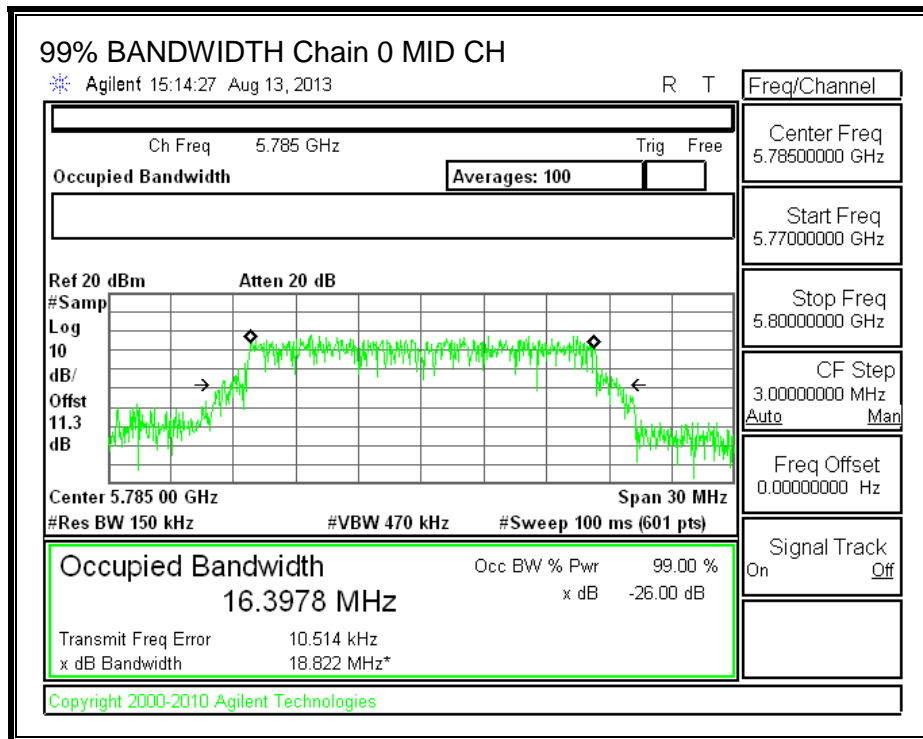 99% BANDWIDTH Chain 0 MID CH
Agilent 15:14:27 Aug 13, 2013 R T
Freq/Channel
Ch Freq 5.785 GHz Trig Free
Occupied Bandwidth Averages: 100
Center Freq
5.78500000 GHz
Start Freq
5.77000000 GHz
Stop Freq
5.80000000 GHz
CF Step
3.00000000 MHz
Auto Man
Freq Offset
0.00000000 Hz
Signal Track
On Off
Ref 20 dBm Atten 20 dB
#Samp
Log
10
dB/
Offst
11.3
dB
Center 5.785 00 GHz Span 30 MHz
#Res BW 150 kHz #VBW 470 kHz #Sweep 100 ms (601 pts)
Occupied Bandwidth Occ BW % Pwr 99.00 %
16.3978 MHz x dB -26.00 dB
Transmit Freq Error 10.514 kHz
x dB Bandwidth 18.822 MHz*
Copyright 2000-2010 Agilent Technologies